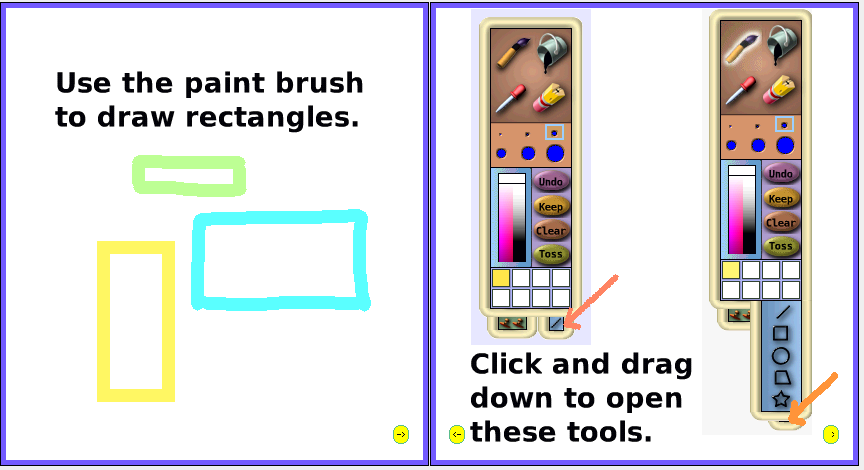 Use the paint brush
to draw rectangles.
Undo
Keep
Clear
Toss
Click and drag
down to open
these tools.
Undo
Keep
Clear
Toss